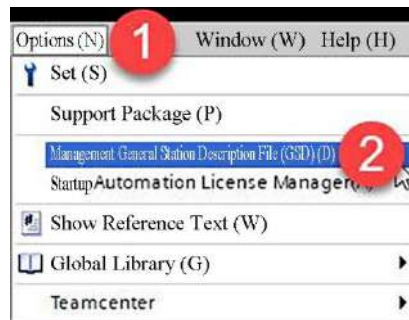 Options (N) 1 Window (W) Help (H)
Set (S)
Support Package (P)
Management General Station Description File (GSD) (D) 2
Startup Automation License Manager(
Show Reference Text (W)
Global Library (G)
Teamcenter